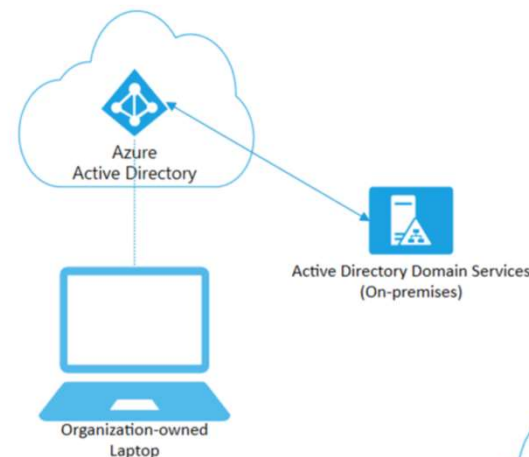 Azure
Active Directory
Active Directory Domain Services
(On-premises)
Organization-owned
Laptop